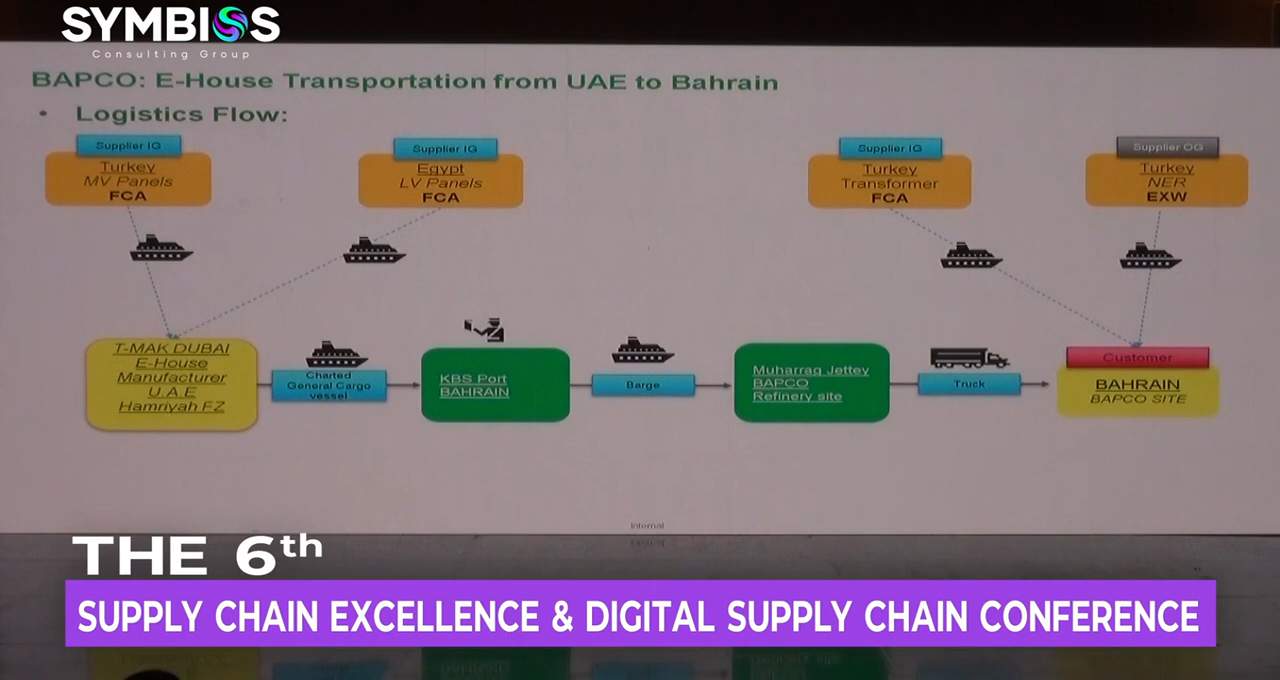 SYMBIOS
Consulting Group
BAPCO: E-House Transportation from UAE to Bahrain
• Logistics Flow:
Supplier IG
Turkey
MV Panels
FCA
Supplier IG
Egypt
LV Panels
FCA
Supplier IG
Turkey
Transformer
FCA
Supplier OG
Turkey
NER
EXW
T-MAK DUBAI
E-House
Manufacturer
U.A.E
Hamriyah FZ
Charted
General Cargo
vessel
KBS Port
BAHRAIN
Barge
Muharraq Jettey
BAPCO
Refinery site
Truck
Customer
BAHRAIN
BAPCO SITE
Internal
THE 6th
SUPPLY CHAIN EXCELLENCE & DIGITAL SUPPLY CHAIN CONFERENCE